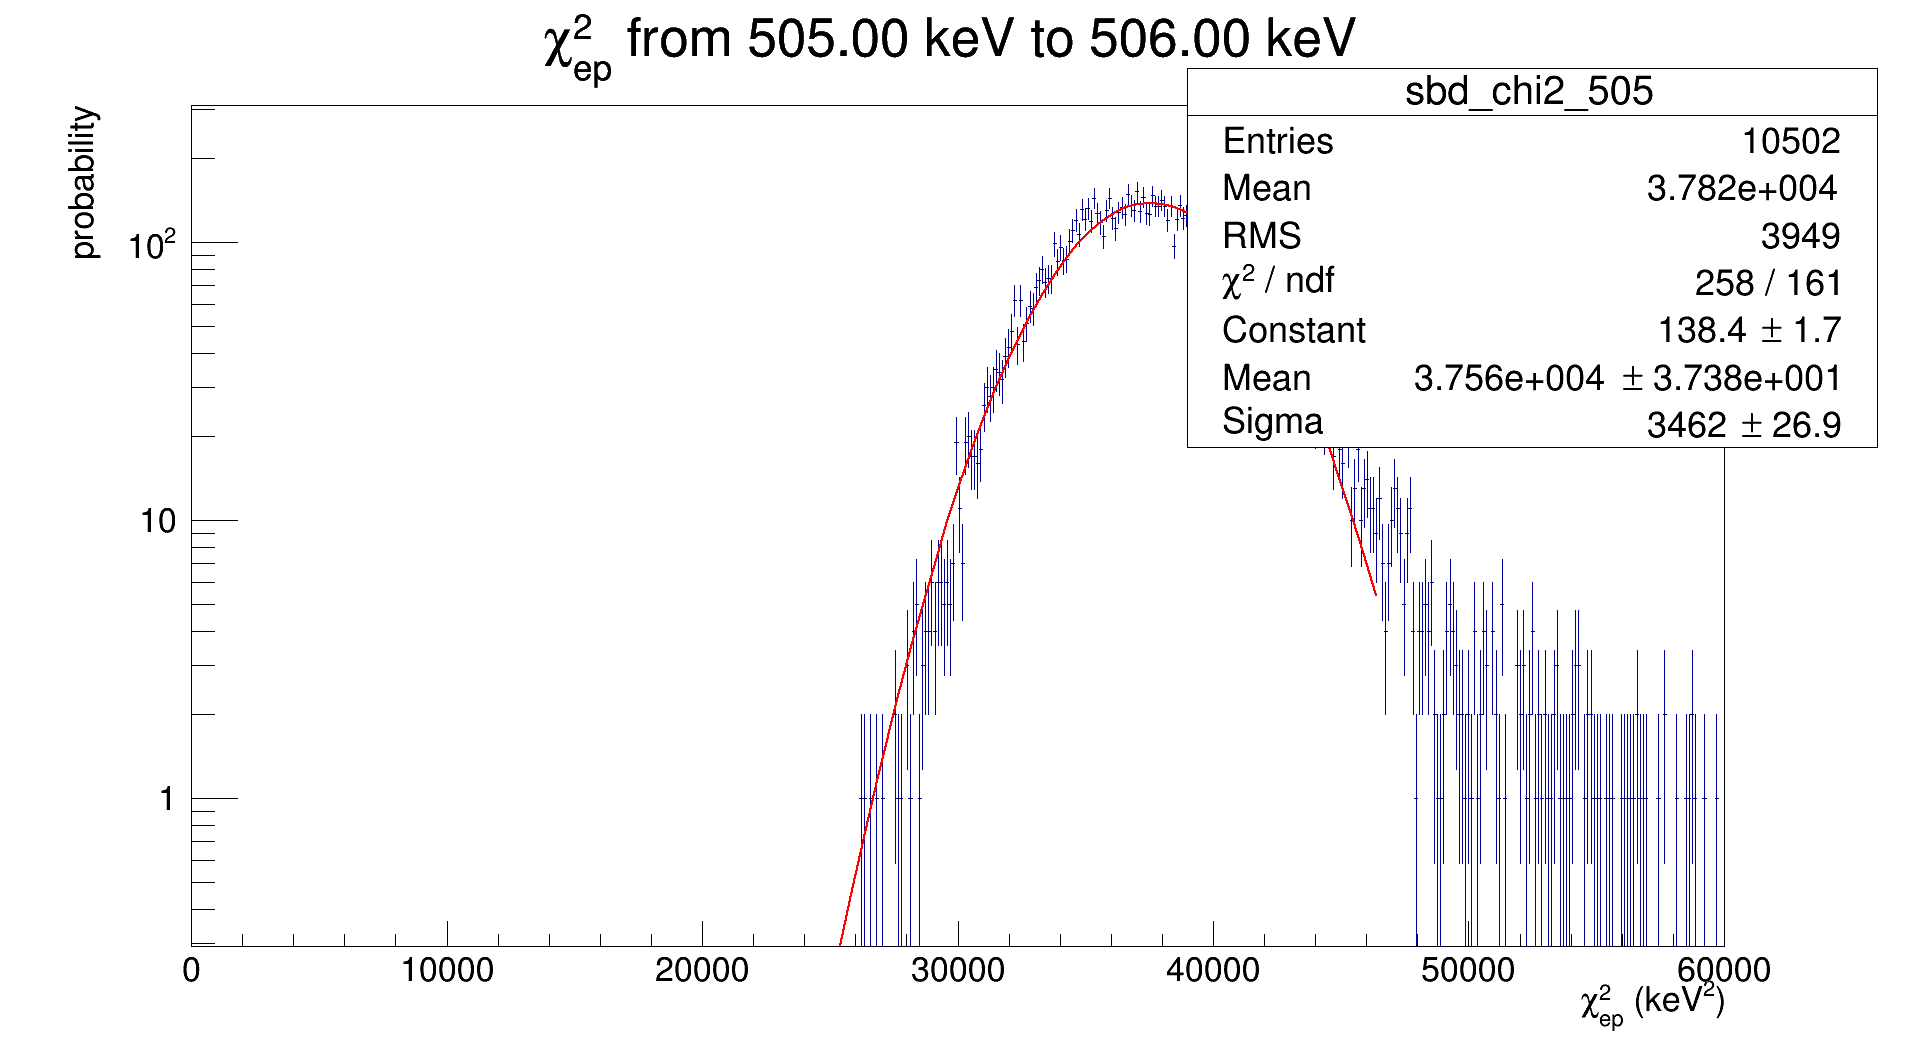 χ²ep from 505.00 keV to 506.00 keV
sbd_chi2_505
Entries 10502
Mean 3.782e+004
RMS 3949
χ² / ndf 258 / 161
Constant 138.4 ± 1.7
Mean 3.756e+004 ± 3.738e+001
Sigma 3462 ± 26.9
probability
10²
10
1
0 10000 20000 30000 40000 50000 60000
χ²ep (keV²)